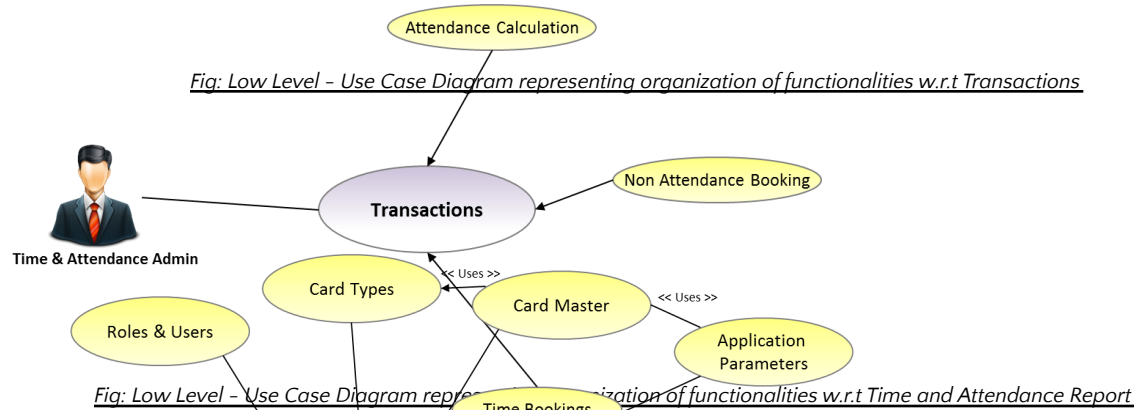 Attendance Calculation
Fig: Low Level – Use Case Diagram representing organization of functionalities w.r.t Transactions
Non Attendance Booking
Transactions
Time & Attendance Admin
<< Uses >>
Card Types
<< Uses >>
Card Master
Roles & Users
Application
Parameters
Fig: Low Level – Use Case Diagram of functionalities w.r.t Time and Attendance Report
Time Bookings